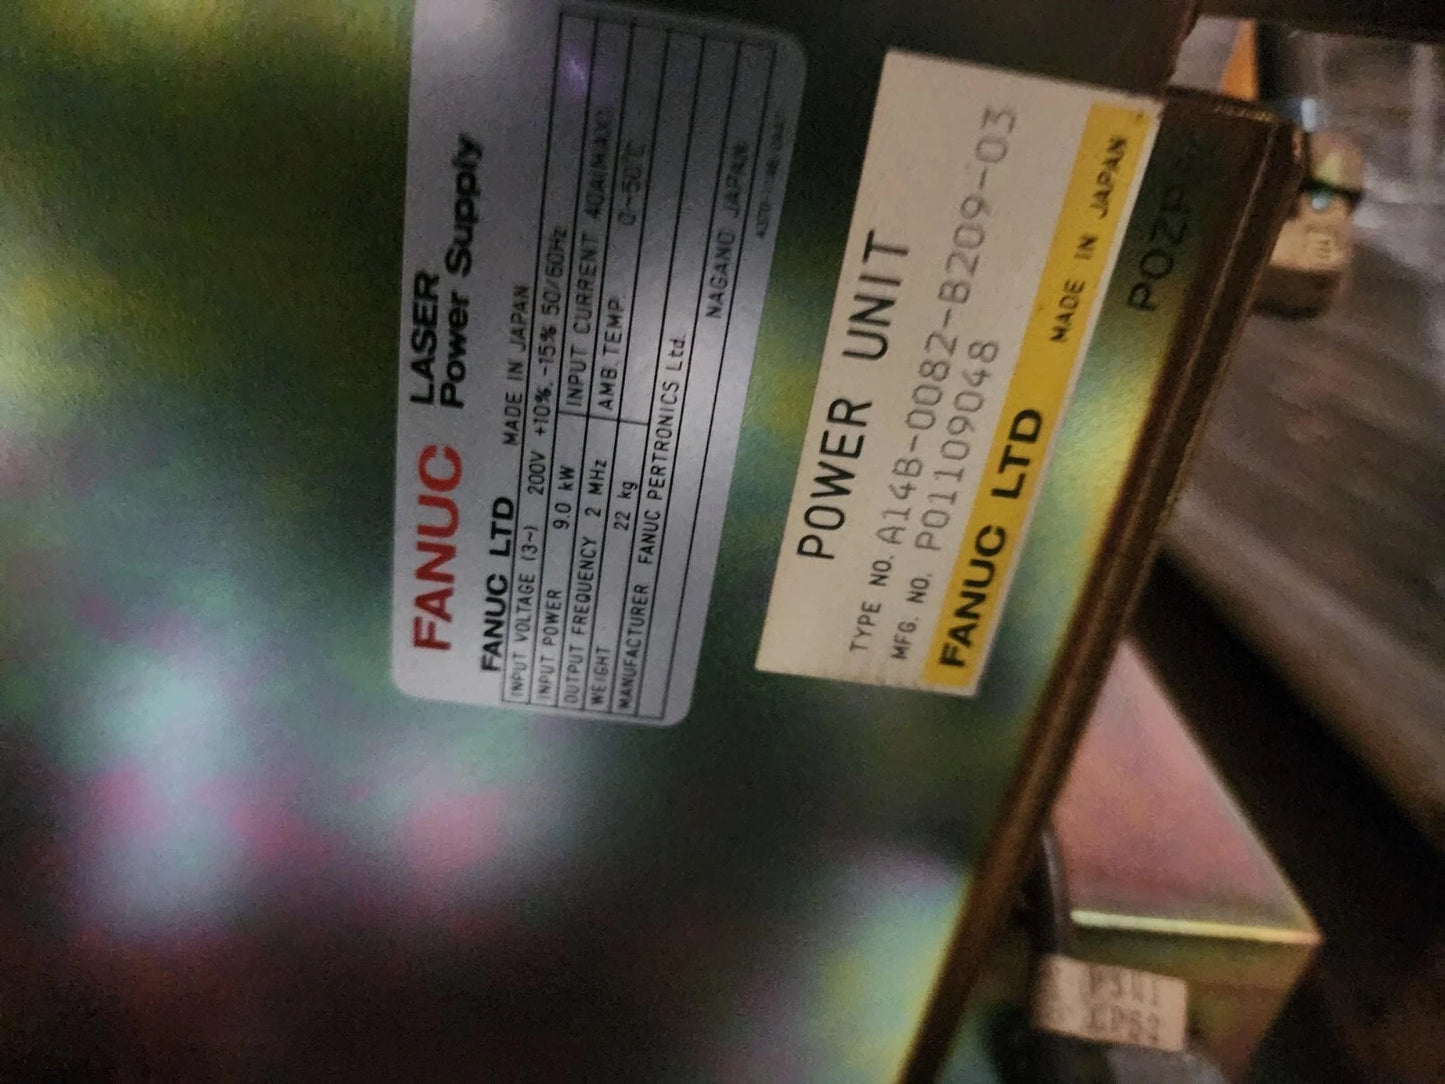 FANUC LASER
Power Supply
FANUC LTD MADE IN JAPAN
INPUT VOLTAGE (3~) 200V +10%, -15% 50/60Hz
INPUT POWER 9.0 kW INPUT CURRENT 40A(MAX)
OUTPUT FREQUENCY 2 MHz AMB. TEMP. 0-50°C
WEIGHT 22 kg
MANUFACTURER FANUC PERTRONICS Ltd.
NAGANO JAPAN
POWER UNIT
TYPE NO. A14B-0082-B209-03
MFG. NO. P01109048
FANUC LTD MADE IN JAPAN